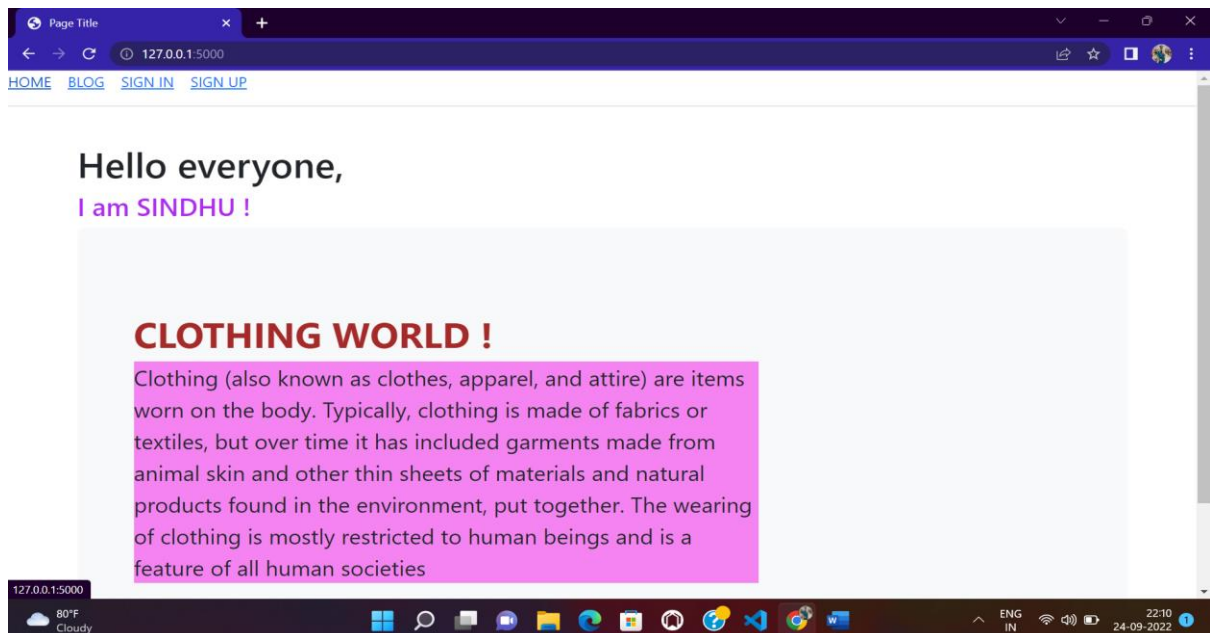 Page Title
127.0.0.1:5000
HOME BLOG SIGN IN SIGN UP
Hello everyone,
I am SINDHU !
CLOTHING WORLD !
Clothing (also known as clothes, apparel, and attire) are items
worn on the body. Typically, clothing is made of fabrics or
textiles, but over time it has included garments made from
animal skin and other thin sheets of materials and natural
products found in the environment, put together. The wearing
of clothing is mostly restricted to human beings and is a
feature of all human societies
127.0.0.1:5000
80°F
Cloudy
ENG
IN
22:10
24-09-2022
1